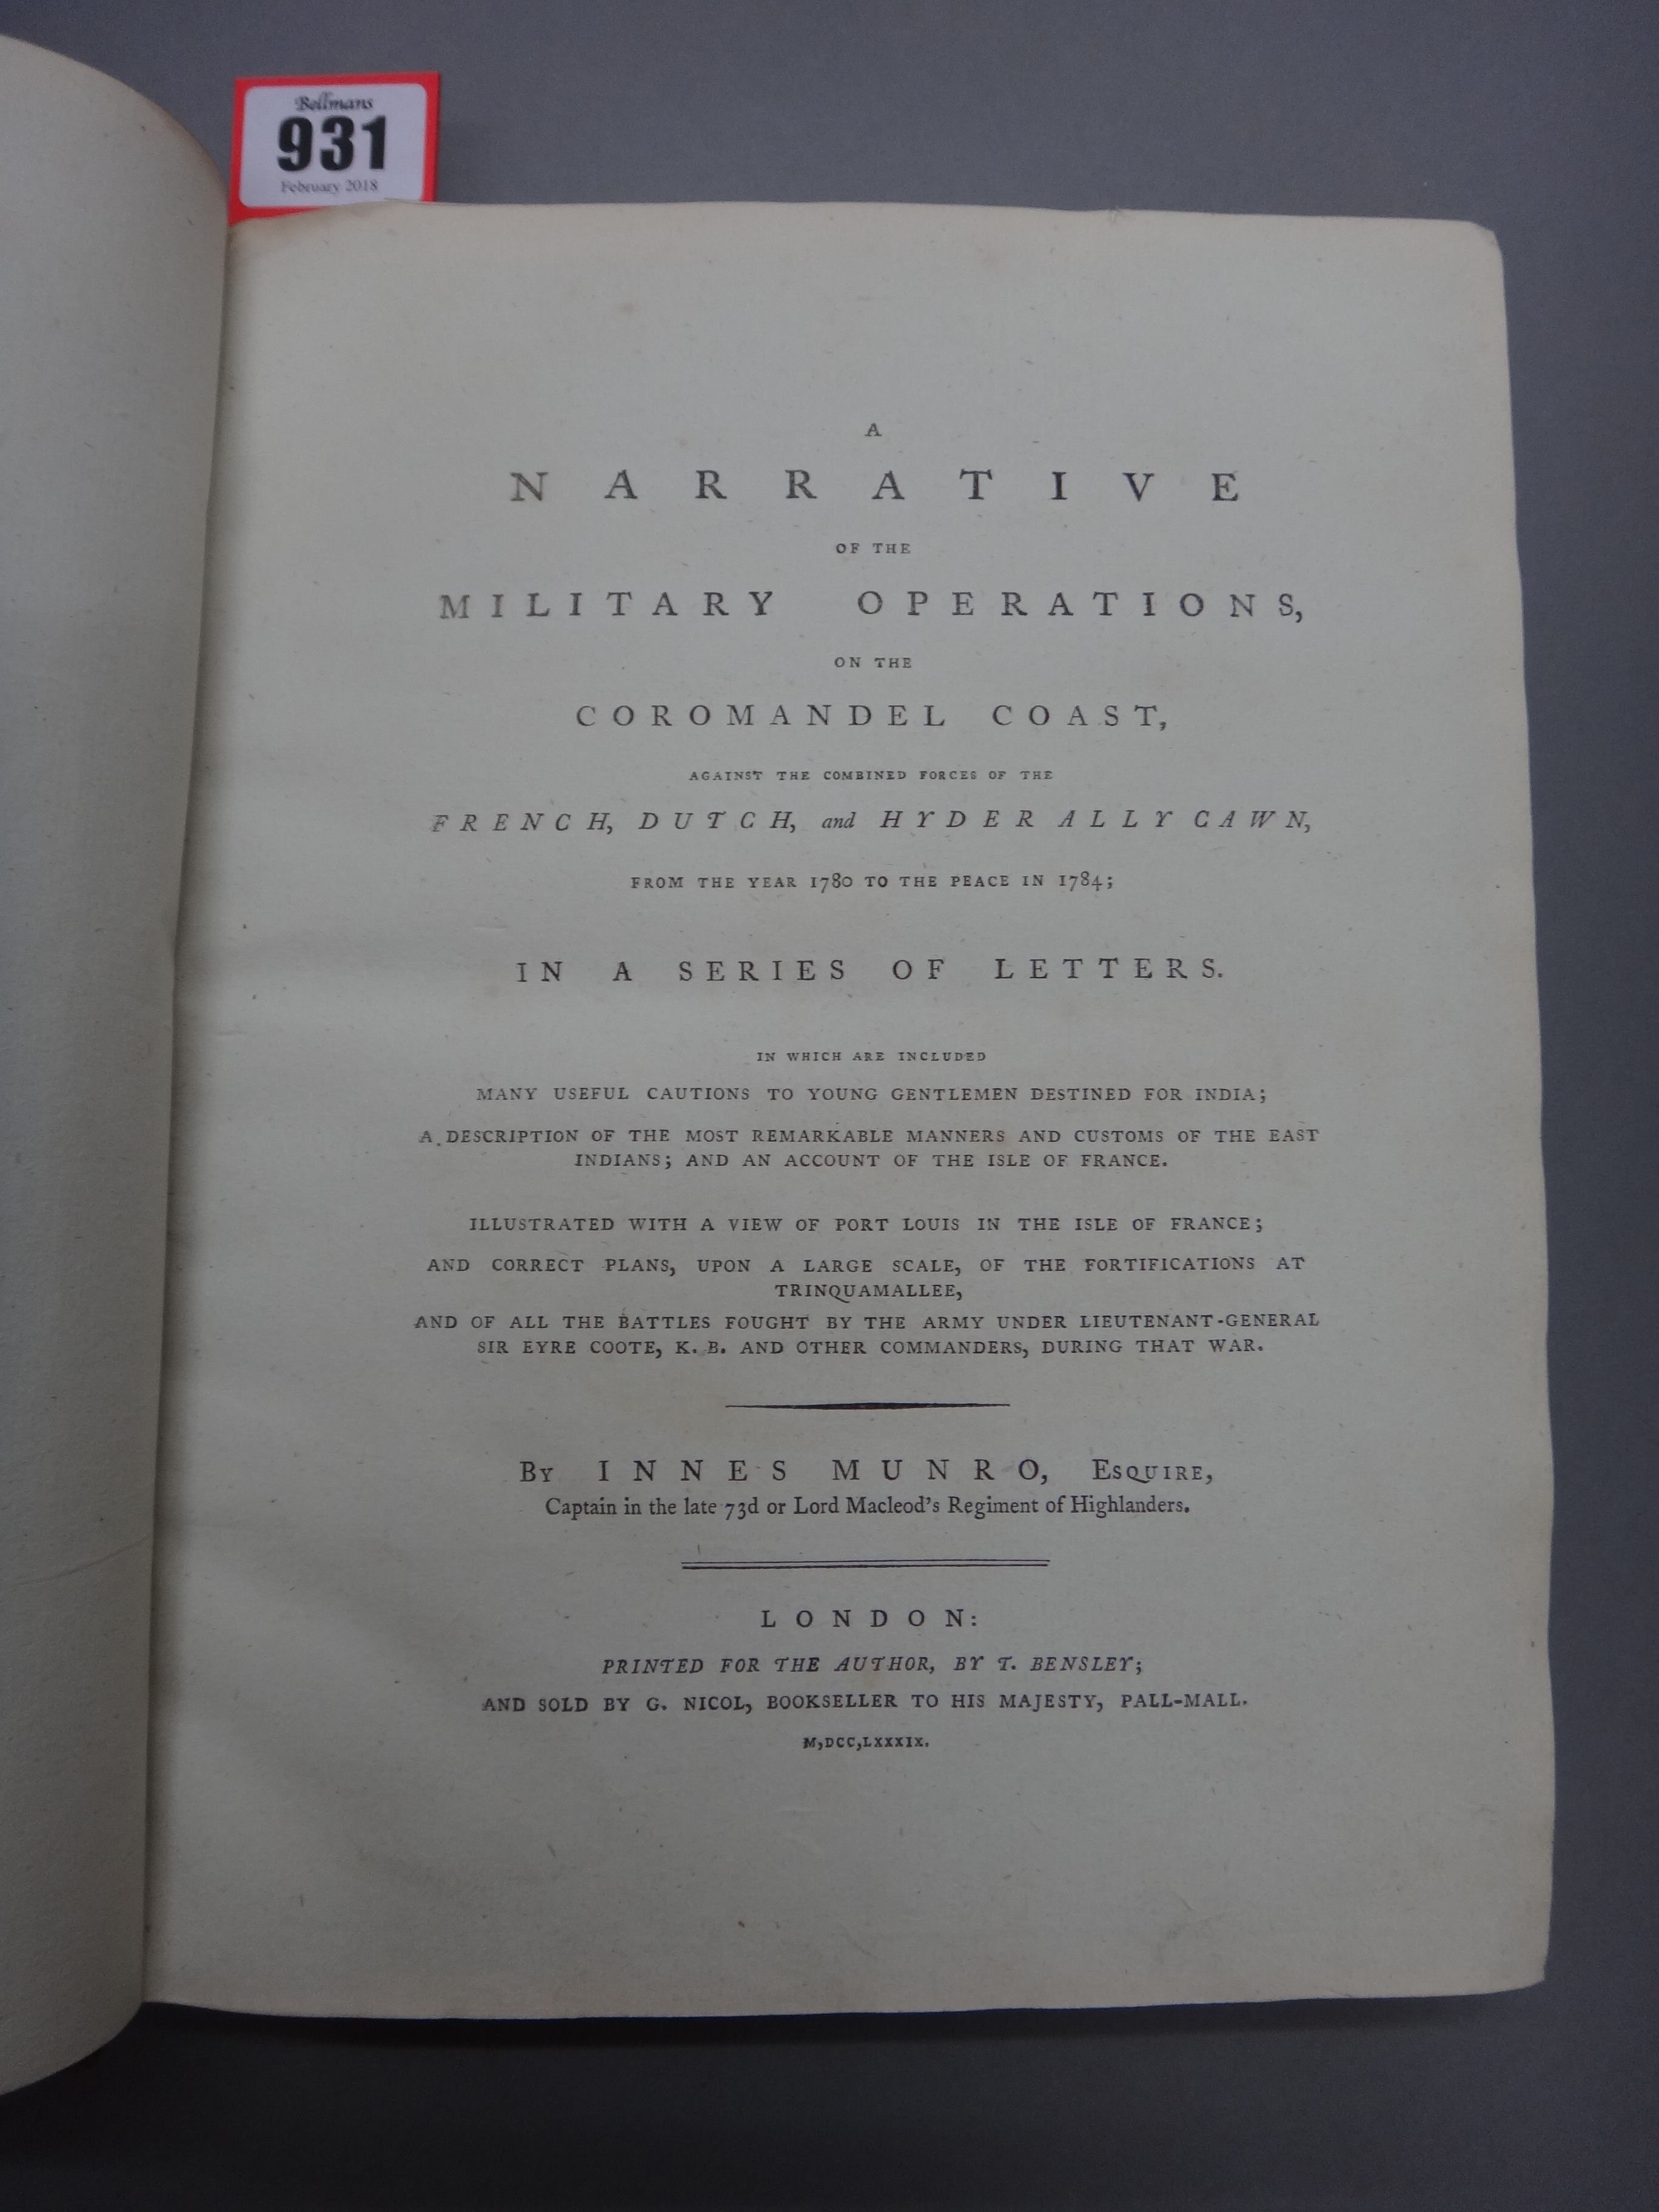 Bellmans
931
February 2018
A
NARRATIVE
OF THE
MILITARY OPERATIONS,
ON THE
COROMANDEL COAST,
AGAINST THE COMBINED FORCES OF THE
FRENCH, DUTCH, and HYDER ALLY CAWN,
FROM THE YEAR 1780 TO THE PEACE IN 1784;
IN A SERIES OF LETTERS.
IN WHICH ARE INCLUDED
MANY USEFUL CAUTIONS TO YOUNG GENTLEMEN DESTINED FOR INDIA;
A DESCRIPTION OF THE MOST REMARKABLE MANNERS AND CUSTOMS OF THE EAST
INDIANS; AND AN ACCOUNT OF THE ISLE OF FRANCE.
ILLUSTRATED WITH A VIEW OF PORT LOUIS IN THE ISLE OF FRANCE;
AND CORRECT PLANS, UPON A LARGE SCALE, OF THE FORTIFICATIONS AT
TRINQUAMALLEE,
AND OF ALL THE BATTLES FOUGHT BY THE ARMY UNDER LIEUTENANT-GENERAL
SIR EYRE COOTE, K. B. AND OTHER COMMANDERS, DURING THAT WAR.
By INNES MUNRO, ESQUIRE,
Captain in the late 73d or Lord Macleod's Regiment of Highlanders.
LONDON:
PRINTED FOR THE AUTHOR, BY T. BENSLEY;
AND SOLD BY G. NICOL, BOOKSELLER TO HIS MAJESTY, PALL-MALL.
M,DCC,LXXXIX.